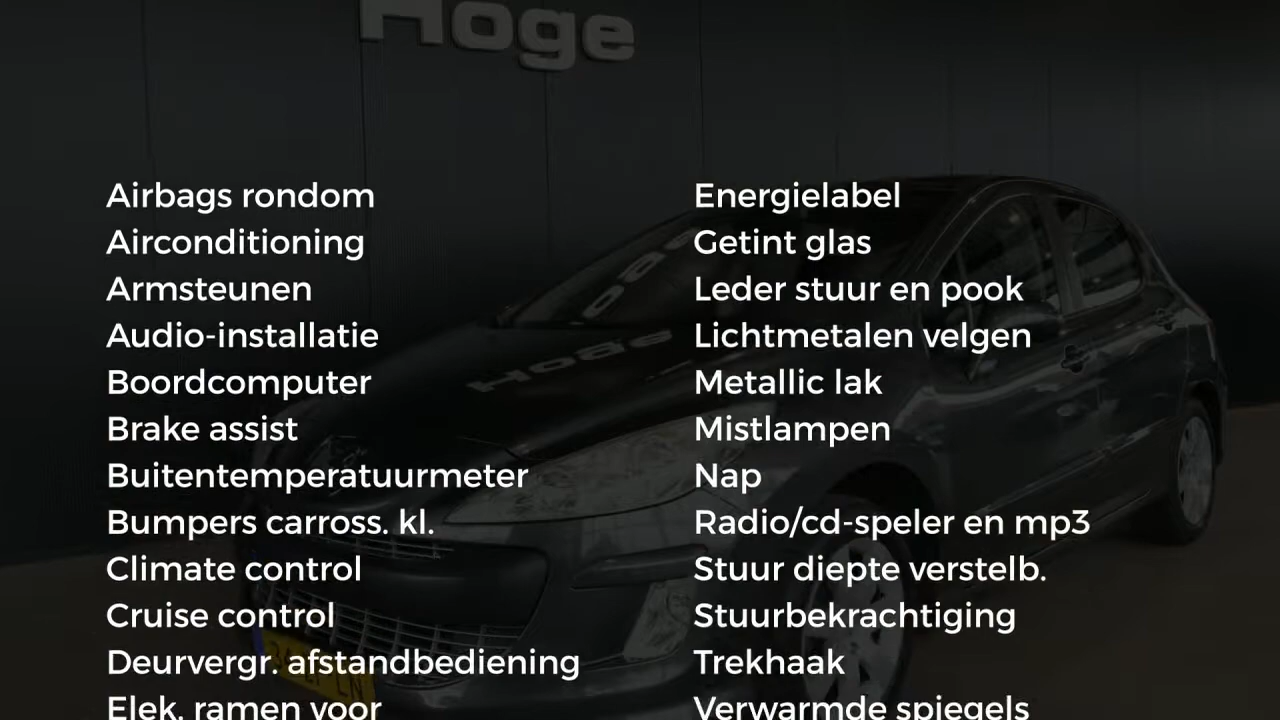 Hoge
Airbags rondom
Airconditioning
Armsteunen
Audio-installatie
Boordcomputer
Brake assist
Buitentemperatuurmeter
Bumpers carross. kl.
Climate control
Cruise control
Deurvergr. afstandbediening
Elek. ramen voor
Energielabel
Getint glas
Leder stuur en pook
Lichtmetalen velgen
Metallic lak
Mistlampen
Nap
Radio/cd-speler en mp3
Stuur diepte verstelb.
Stuurbekrachtiging
Trekhaak
Verwarmde spiegels